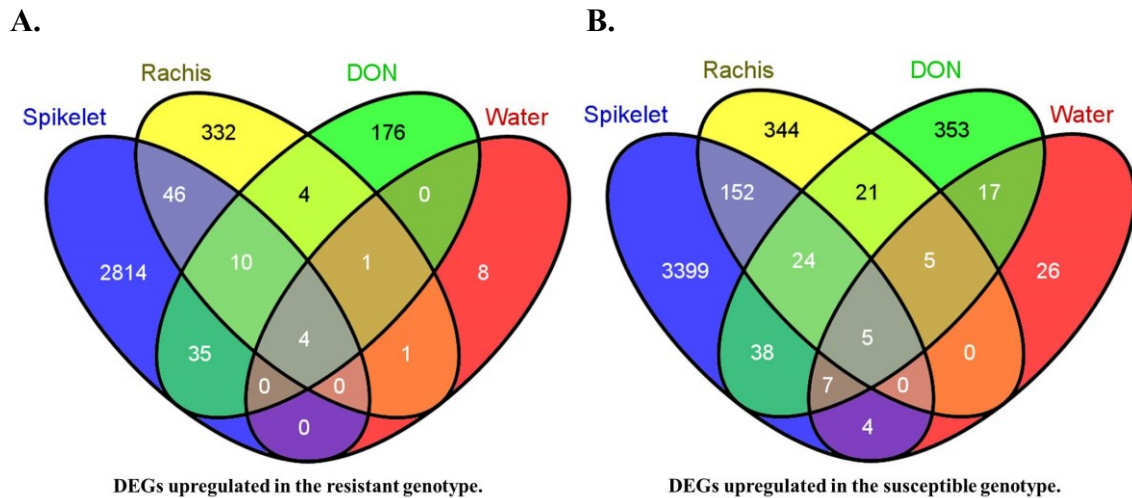 A.
Rachis
DON
Spikelet
Water
332
176
46
4
0
2814
10
1
8
4
35
1
0
0
0
DEGs upregulated in the resistant genotype.
B.
Rachis
DON
Spikelet
Water
344
353
152
21
17
3399
24
5
26
5
38
0
7
0
4
DEGs upregulated in the susceptible genotype.